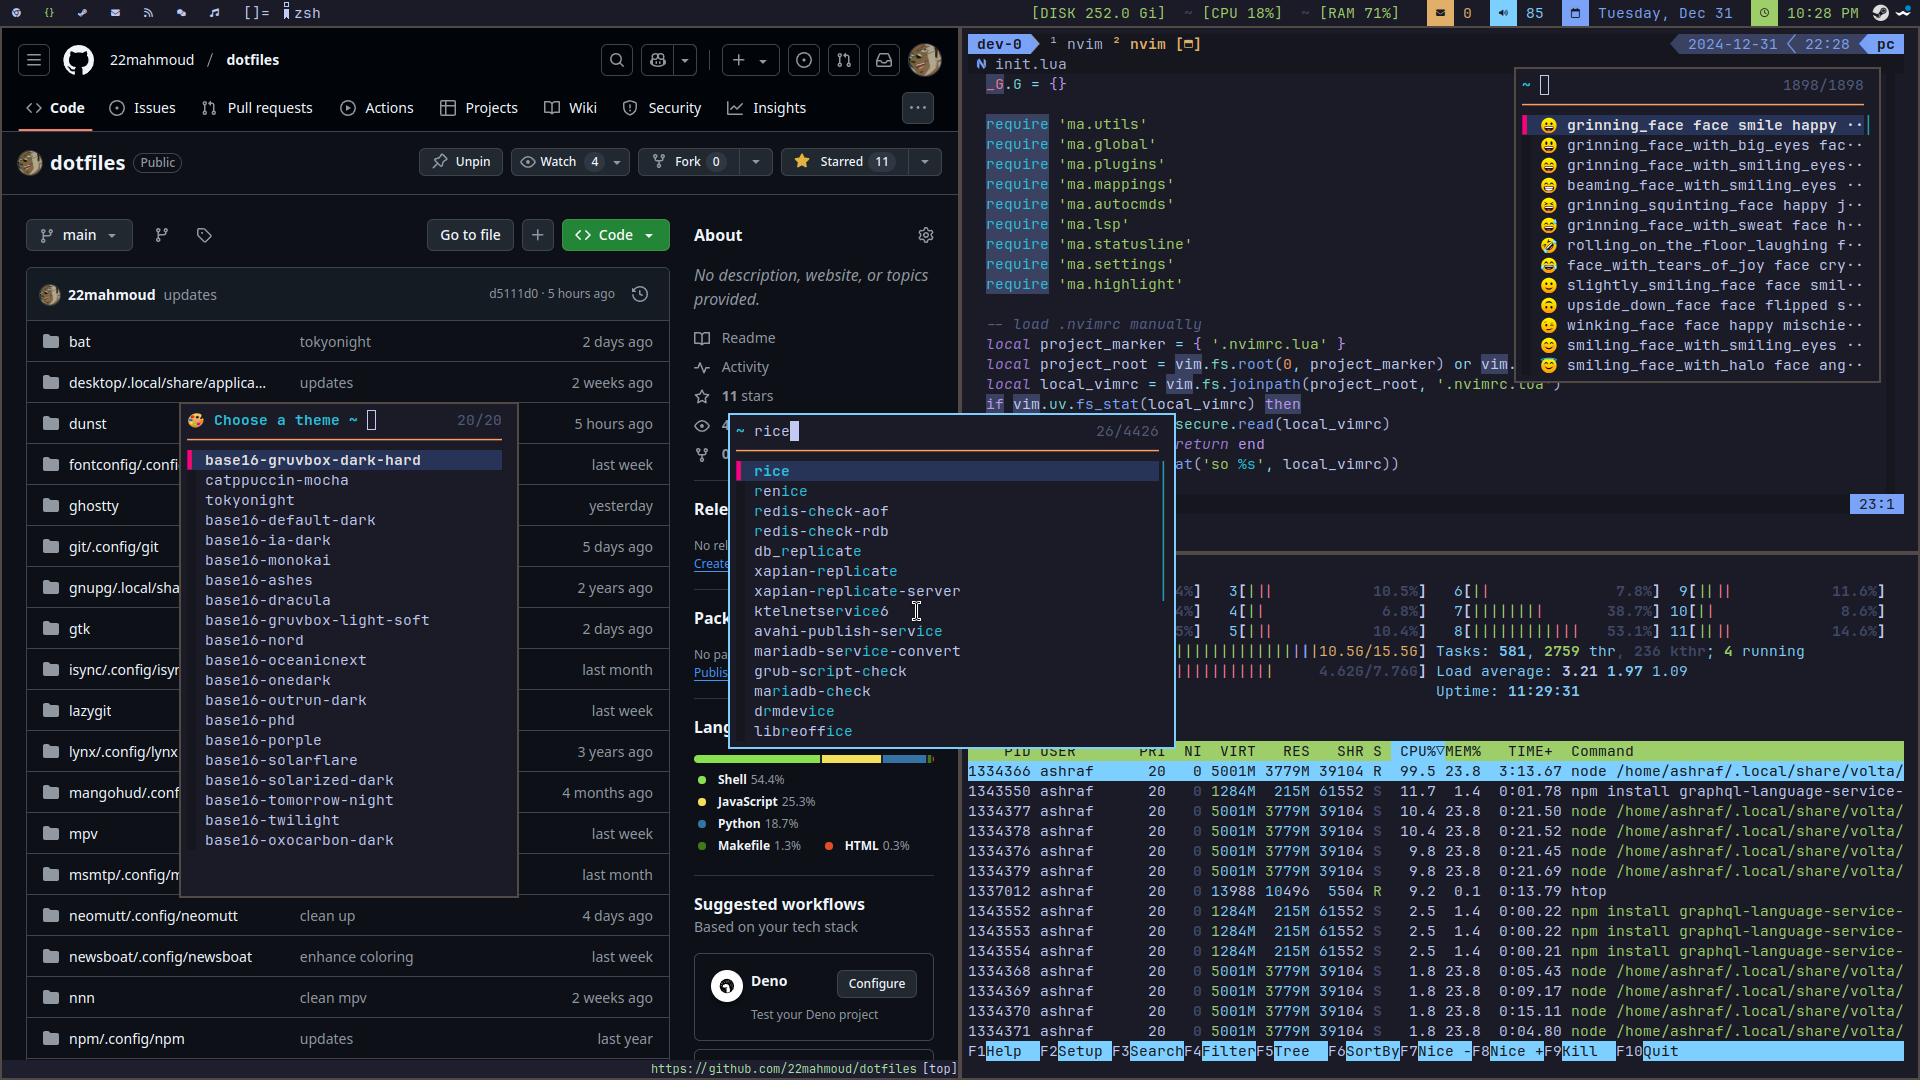 []= zsh
[DISK 252.0 Gi] ~ [CPU 18%] ~ [RAM 71%] 0 85 Tuesday, Dec 31 10:28 PM
22mahmoud / dotfiles
Code Issues Pull requests Actions Projects Wiki Security Insights
dotfiles Public Unpin Watch 4 Fork 0 Starred 11
main Go to file + Code
22mahmoud updates d5111d0 · 5 hours ago
bat tokyonight 2 days ago
desktop/.local/share/applica... updates 2 weeks ago
dunst 5 hours ago
fontconfig/.confi last week
ghostty yesterday
git/.config/git 5 days ago
gnupg/.local/sha 2 years ago
gtk 2 days ago
isync/.config/isyn last month
lazygit last week
lynx/.config/lynx 3 years ago
mangohud/.conf 4 months ago
mpv last week
msmtp/.config/m last month
neomutt/.config/neomutt clean up 4 days ago
newsboat/.config/newsboat enhance coloring last week
nnn clean mpv 2 weeks ago
npm/.config/npm updates last year
https://github.com/22mahmoud/dotfiles [top]
About
No description, website, or topics
provided.
Readme
Activity
11 stars
4
0
Rele
No rel
Create
Pack
No pa
Publis
Lang
Shell 54.4%
JavaScript 25.3%
Python 18.7%
Makefile 1.3% HTML 0.3%
Suggested workflows
Based on your tech stack
Deno Configure
Test your Deno project
Choose a theme ~ 20/20
base16-gruvbox-dark-hard
catppuccin-mocha
tokyonight
base16-default-dark
base16-ia-dark
base16-monokai
base16-ashes
base16-dracula
base16-gruvbox-light-soft
base16-nord
base16-oceanicnext
base16-onedark
base16-outrun-dark
base16-phd
base16-porple
base16-solarflare
base16-solarized-dark
base16-tomorrow-night
base16-twilight
base16-oxocarbon-dark
~ rice 26/4426
rice
renice
redis-check-aof
redis-check-rdb
db_replicate
xapian-replicate
xapian-replicate-server
ktelnetservice6
avahi-publish-service
mariadb-service-convert
grub-script-check
mariadb-check
drmdevice
libreoffice
dev-0 1 nvim 2 nvim 2024-12-31 22:28 pc
init.lua
_G.G = {}
require 'ma.utils'
require 'ma.global'
require 'ma.plugins'
require 'ma.mappings'
require 'ma.autocmds'
require 'ma.lsp'
require 'ma.statusline'
require 'ma.settings'
require 'ma.highlight'
-- load .nvimrc manually
local project_marker = { '.nvimrc.lua' }
local project_root = vim.fs.root(0, project_marker) or vim.
local local_vimrc = vim.fs.joinpath(project_root, '.nvimrc.lua')
if vim.uv.fs_stat(local_vimrc) then
secure.read(local_vimrc)
return end
at('so %s', local_vimrc))
23:1
~ 1898/1898
grinning_face face smile happy ··
grinning_face_with_big_eyes fac··
grinning_face_with_smiling_eyes··
beaming_face_with_smiling_eyes ··
grinning_squinting_face happy j··
grinning_face_with_sweat face h··
rolling_on_the_floor_laughing f··
face_with_tears_of_joy face cry··
slightly_smiling_face face smil··
upside_down_face face flipped s··
winking_face face happy mischie··
smiling_face_with_smiling_eyes ··
smiling_face_with_halo face ang··
4%] 3[||| 10.5%] 6[|| 7.8%] 9[|||| 11.6%]
4%] 4[|| 6.8%] 7[|||||||| 38.7%] 10[|| 8.6%]
5%] 5[||| 10.4%] 8[|||||||||||| 53.1%] 11[|||| 14.6%]
||||||||||||||||10.5G/15.5G] Tasks: 581, 2759 thr, 236 kthr; 4 running
||||||||||| 4.62G/7.76G] Load average: 3.21 1.97 1.09
Uptime: 11:29:31
PID USER PRI NI VIRT RES SHR S CPU%▽MEM% TIME+ Command
1334366 ashraf 20 0 5001M 3779M 39104 R 99.5 23.8 3:13.67 node /home/ashraf/.local/share/volta/
1343550 ashraf 20 0 1284M 215M 61552 S 11.7 1.4 0:01.78 npm install graphql-language-service-
1334377 ashraf 20 0 5001M 3779M 39104 S 10.4 23.8 0:21.50 node /home/ashraf/.local/share/volta/
1334378 ashraf 20 0 5001M 3779M 39104 S 10.4 23.8 0:21.52 node /home/ashraf/.local/share/volta/
1334376 ashraf 20 0 5001M 3779M 39104 S 9.8 23.8 0:21.45 node /home/ashraf/.local/share/volta/
1334379 ashraf 20 0 5001M 3779M 39104 S 9.8 23.8 0:21.69 node /home/ashraf/.local/share/volta/
1337012 ashraf 20 0 13988 10496 5504 R 9.2 0.1 0:13.79 htop
1343552 ashraf 20 0 1284M 215M 61552 S 2.5 1.4 0:00.22 npm install graphql-language-service-
1343553 ashraf 20 0 1284M 215M 61552 S 2.5 1.4 0:00.22 npm install graphql-language-service-
1343554 ashraf 20 0 1284M 215M 61552 S 2.5 1.4 0:00.21 npm install graphql-language-service-
1334368 ashraf 20 0 5001M 3779M 39104 S 1.8 23.8 0:05.43 node /home/ashraf/.local/share/volta/
1334369 ashraf 20 0 5001M 3779M 39104 S 1.8 23.8 0:09.17 node /home/ashraf/.local/share/volta/
1334370 ashraf 20 0 5001M 3779M 39104 S 1.8 23.8 0:15.11 node /home/ashraf/.local/share/volta/
1334371 ashraf 20 0 5001M 3779M 39104 S 1.8 23.8 0:04.80 node /home/ashraf/.local/share/volta/
F1Help F2Setup F3SearchF4FilterF5Tree F6SortByF7Nice -F8Nice +F9Kill F10Quit